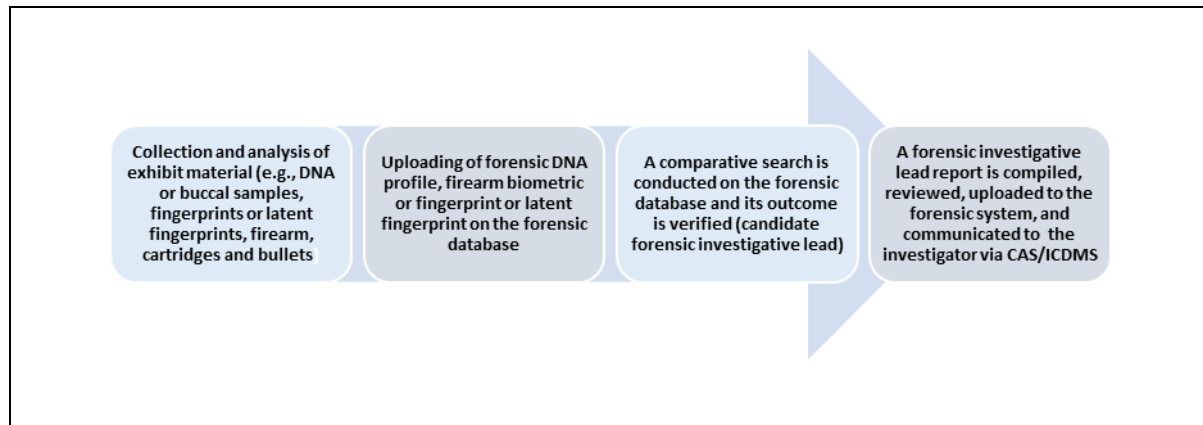 Collection and analysis of
exhibit material (e.g., DNA
or buccal samples,
fingerprints or latent
fingerprints, firearm,
cartridges and bullets)
Uploading of forensic DNA
profile, firearm biometric
or fingerprint or latent
fingerprint on the forensic
database
A comparative search is
conducted on the forensic
database and its outcome
is verified (candidate
forensic investigative lead)
A forensic investigative
lead report is compiled,
reviewed, uploaded to the
forensic system, and
communicated to the
investigator via CAS/ICDMS